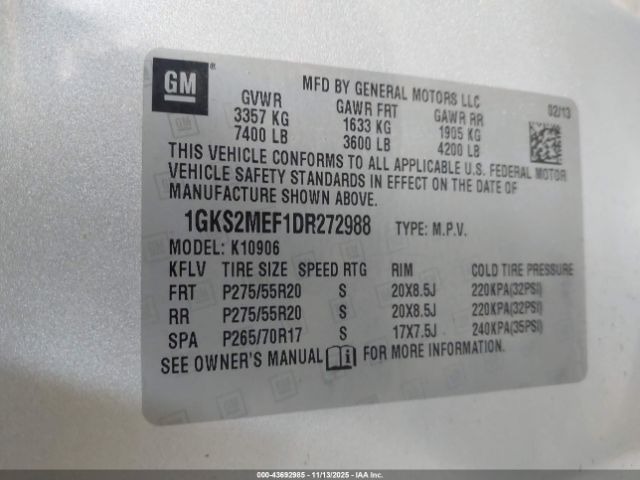 GM
MFD BY GENERAL MOTORS LLC
02/13
GVWR GAWR FRT GAWR RR
3357 KG 1633 KG 1905 KG
7400 LB 3600 LB 4200 LB
THIS VEHICLE CONFORMS TO ALL APPLICABLE U.S. FEDERAL MOTOR
VEHICLE SAFETY STANDARDS IN EFFECT ON THE DATE OF
MANUFACTURE SHOWN ABOVE.
1GKS2MEF1DR272988 TYPE: M.P.V.
MODEL: K10906
KFLV TIRE SIZE SPEED RTG RIM COLD TIRE PRESSURE
FRT P275/55R20 S 20X8.5J 220KPA(32PSI)
RR P275/55R20 S 20X8.5J 220KPA(32PSI)
SPA P265/70R17 S 17X7.5J 240KPA(35PSI)
SEE OWNER'S MANUAL FOR MORE INFORMATION.
000-43692985 - 11/13/2025 - IAA, Inc.